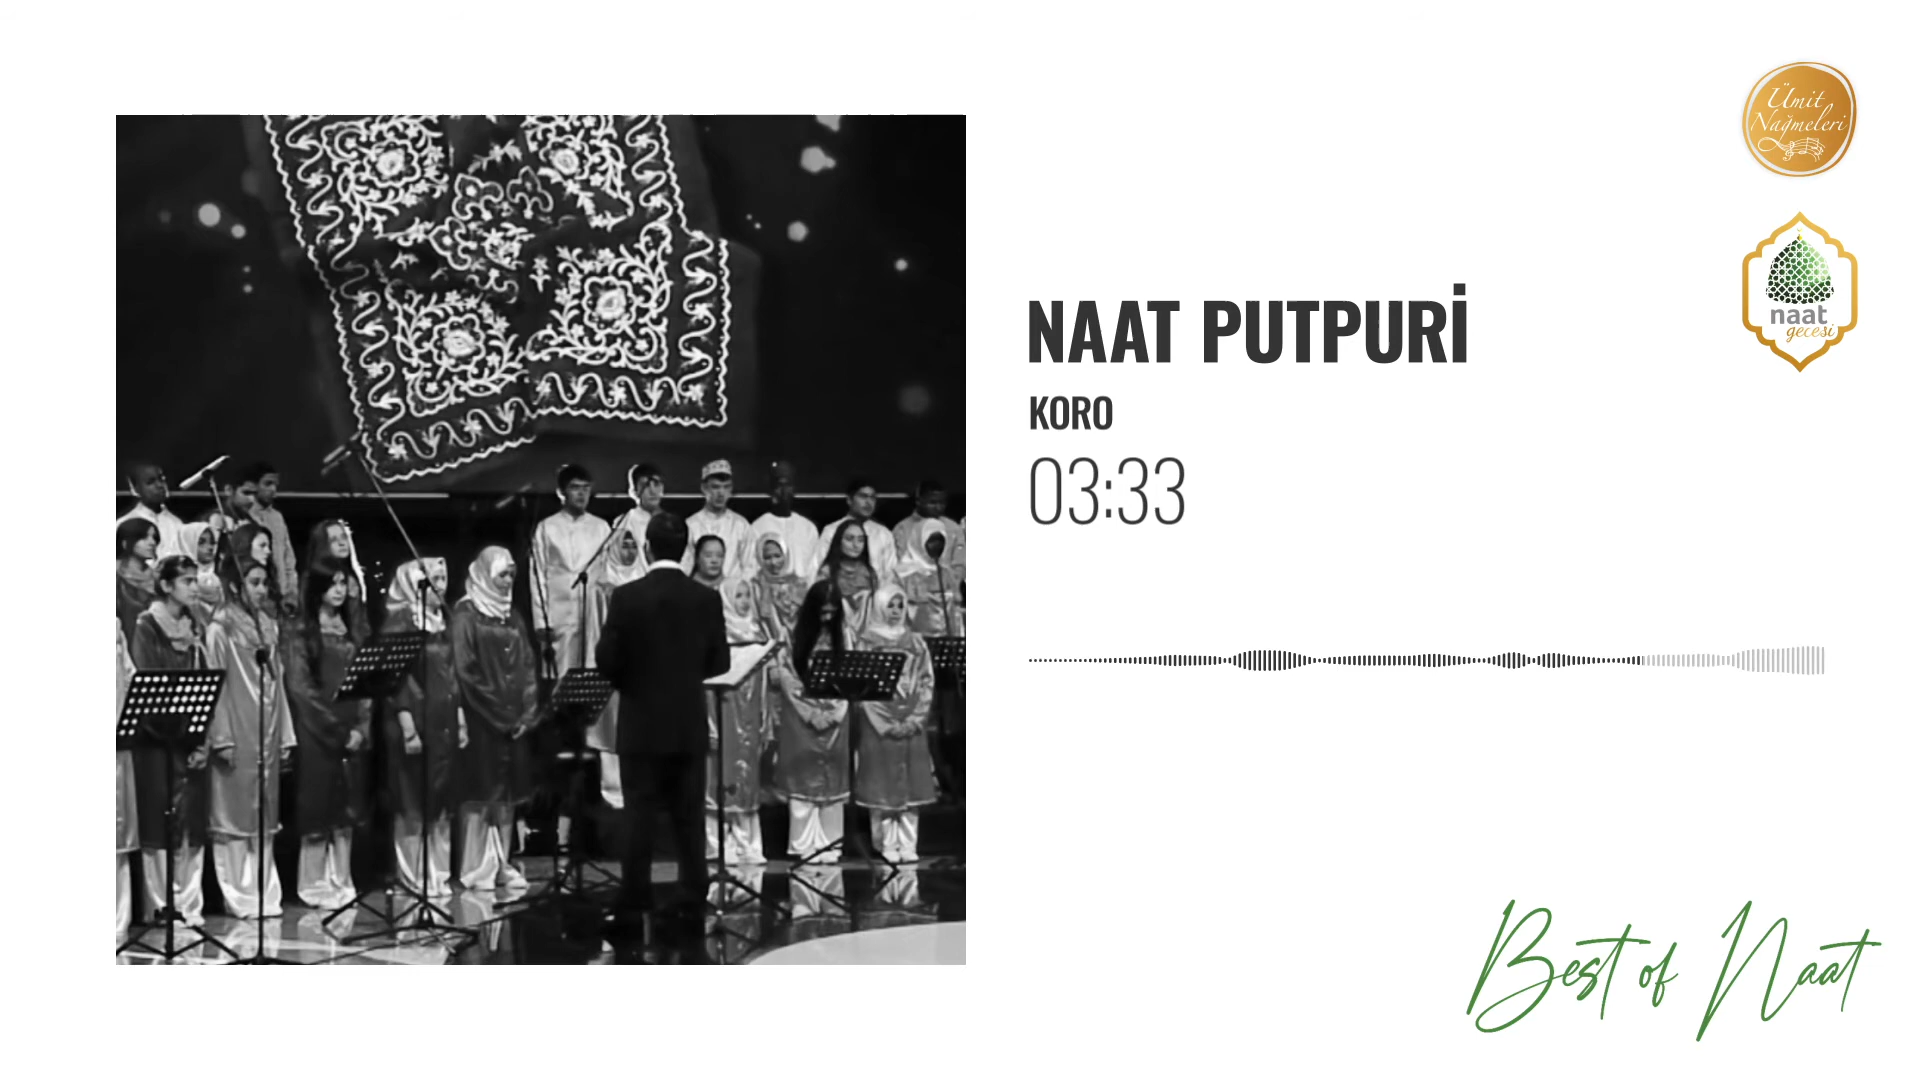 Ümit
Nağmeleri
naat
gecesi
NAAT PUTPURİ
KORO
03:33
Best of Naat